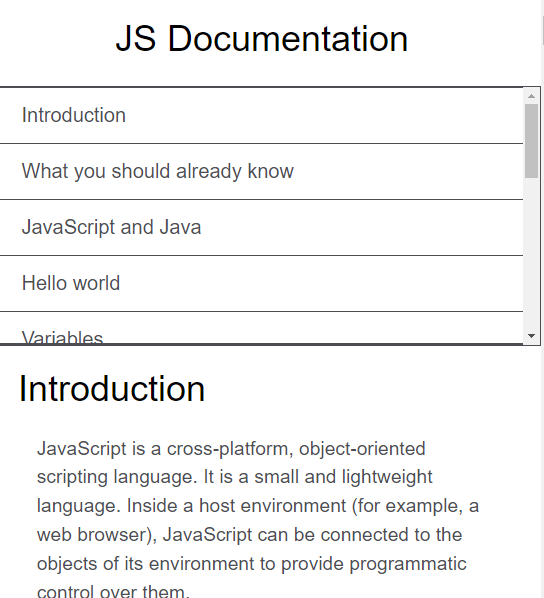 JS Documentation
Introduction
What you should already know
JavaScript and Java
Hello world
Variables
Introduction
JavaScript is a cross-platform, object-oriented
scripting language. It is a small and lightweight
language. Inside a host environment (for example, a
web browser), JavaScript can be connected to the
objects of its environment to provide programmatic
control over them.